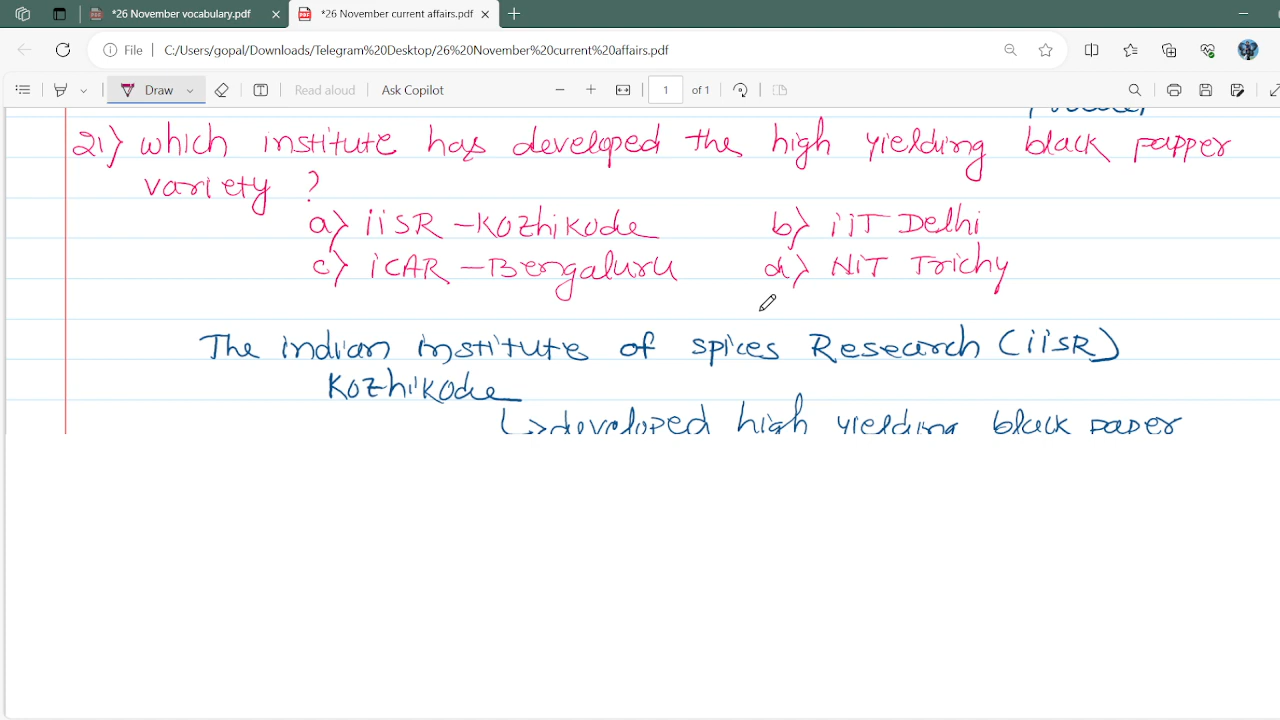 *26 November vocabulary.pdf
*26 November current affairs.pdf
File
C:/Users/gopal/Downloads/Telegram%20Desktop/26%20November%20current%20affairs.pdf
Draw
Read aloud
Ask Copilot
1 of 1
21) which institute has developed the high yielding black papper
variety ?
a) iiSR - Kozhikode b) iiT Delhi
c) iCAR - Bengaluru d) NiT Trichy
The indian institute of spices Research (iiSR)
Kozhikode
↳developed high yielding black paper